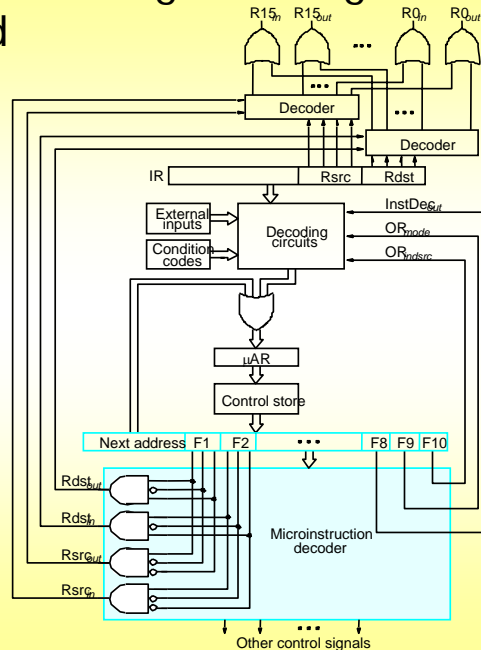 R15in R15out R0in R0out
d
Decoder
Decoder
IR Rsrc Rdst
InstDecout
External
inputs
Decoding
circuits
ORmode
Condition
codes
ORindsrc
µAR
Control store
Next address F1 F2 F8 F9 F10
Rdstout
Rdstin
Microinstruction
decoder
Rsrcout
Rsrcin
Other control signals